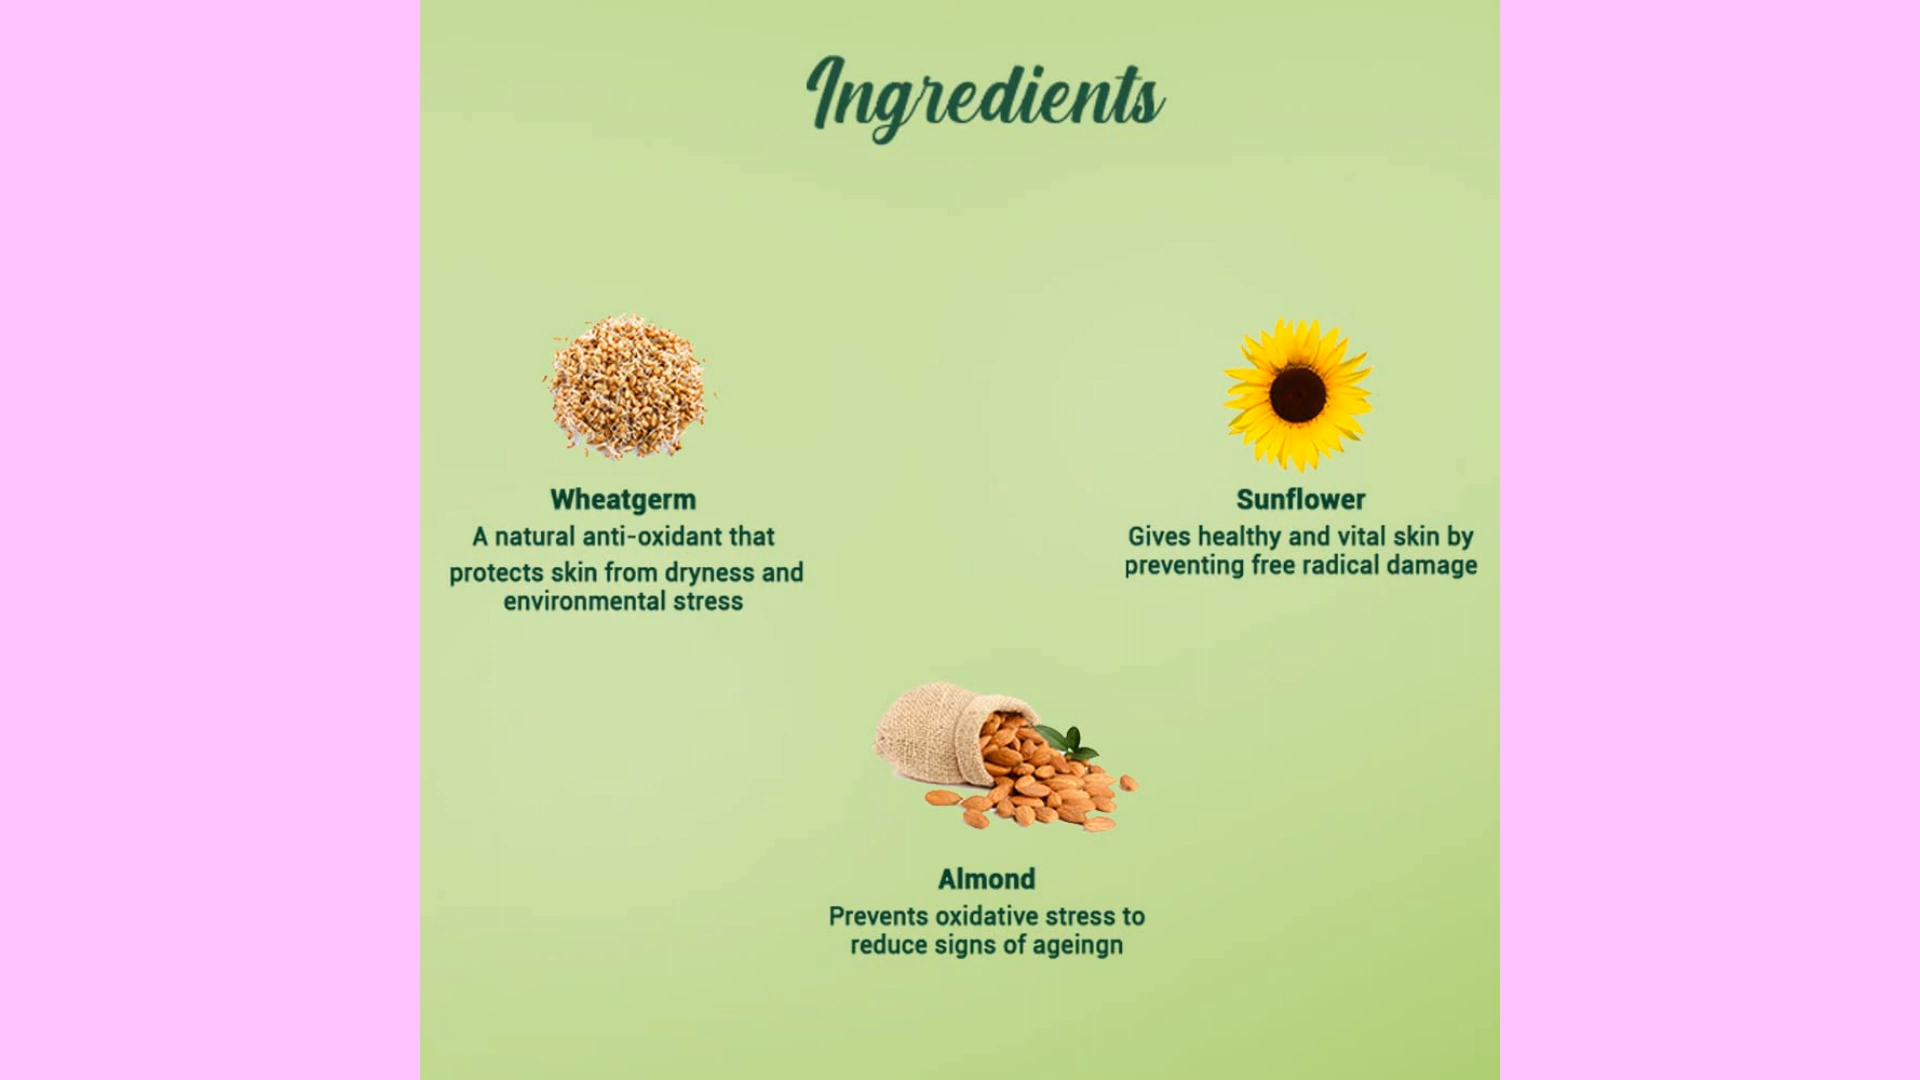 Ingredients
Wheatgerm
A natural anti-oxidant that
protects skin from dryness and
environmental stress
Sunflower
Gives healthy and vital skin by
preventing free radical damage
Almond
Prevents oxidative stress to
reduce signs of ageingn